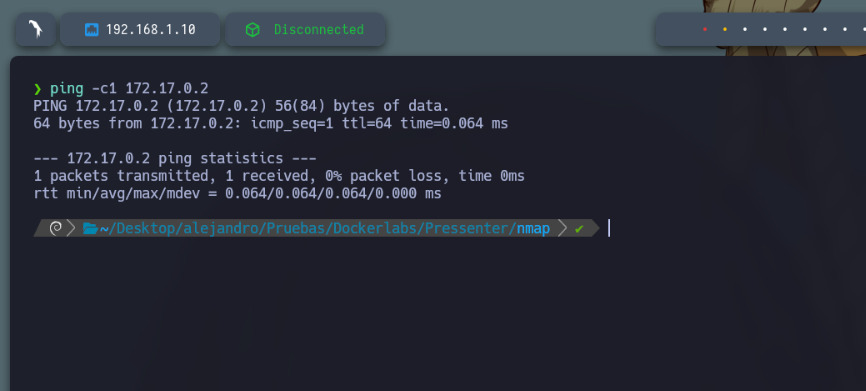 192.168.1.10
Disconnected
❯ ping -c1 172.17.0.2
PING 172.17.0.2 (172.17.0.2) 56(84) bytes of data.
64 bytes from 172.17.0.2: icmp_seq=1 ttl=64 time=0.064 ms
--- 172.17.0.2 ping statistics ---
1 packets transmitted, 1 received, 0% packet loss, time 0ms
rtt min/avg/max/mdev = 0.064/0.064/0.064/0.000 ms
~/Desktop/alejandro/Pruebas/Dockerlabs/Pressenter/nmap ✔